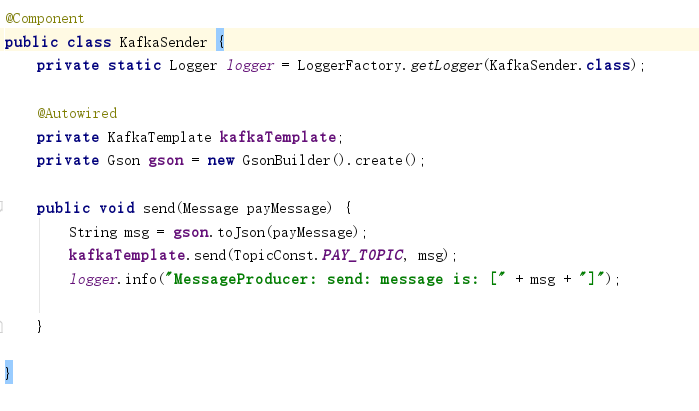 @Component
public class KafkaSender {
private static Logger logger = LoggerFactory.getLogger(KafkaSender.class);
@Autowired
private KafkaTemplate kafkaTemplate;
private Gson gson = new GsonBuilder().create();
public void send(Message payMessage) {
String msg = gson.toJson(payMessage);
kafkaTemplate.send(TopicConst.PAY_TOPIC, msg);
logger.info("MessageProducer: send: message is: [" + msg + "]");
}
}